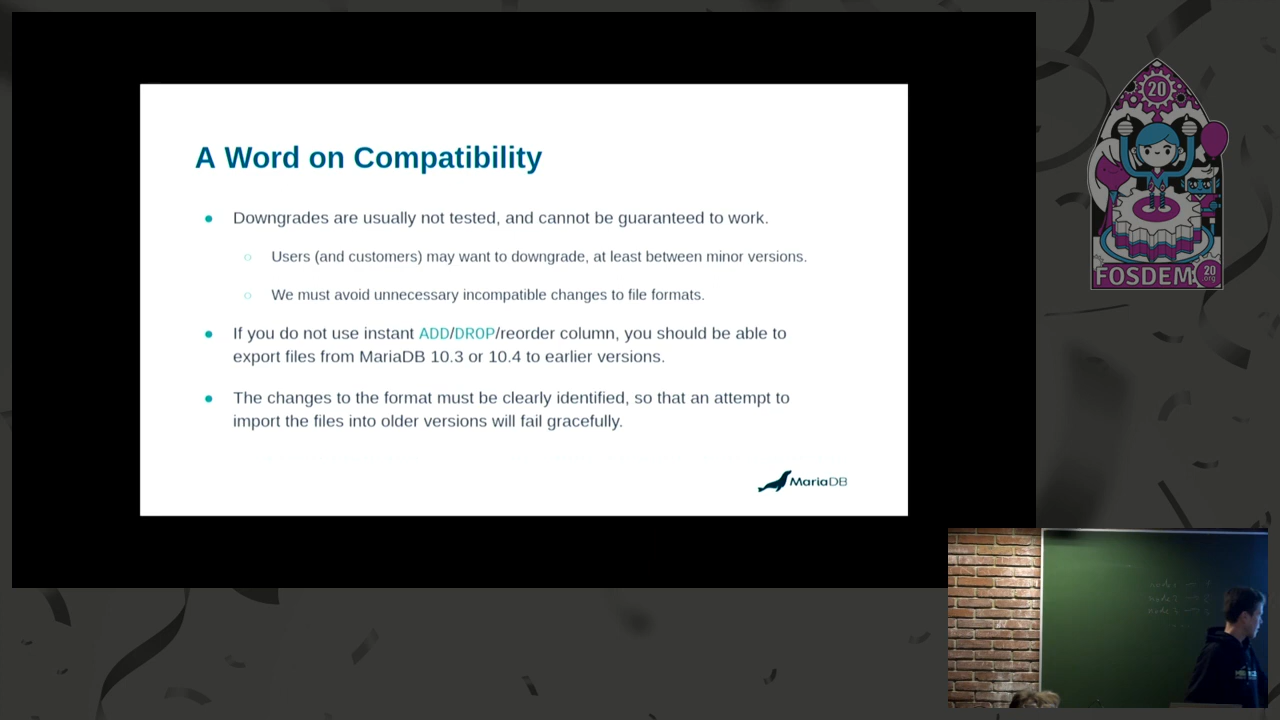 A Word on Compatibility
Downgrades are usually not tested, and cannot be guaranteed to work.
Users (and customers) may want to downgrade, at least between minor versions.
We must avoid unnecessary incompatible changes to file formats.
If you do not use instant ADD/DROP/reorder column, you should be able to
export files from MariaDB 10.3 or 10.4 to earlier versions.
The changes to the format must be clearly identified, so that an attempt to
import the files into older versions will fail gracefully.
MariaDB
20
FOSDEM
20
.org